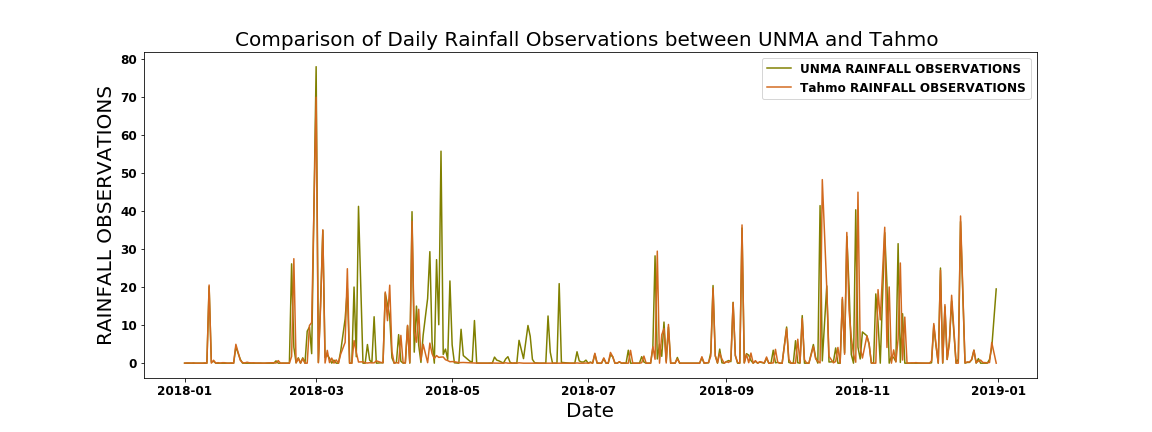 Comparison of Daily Rainfall Observations between UNMA and Tahmo
UNMA RAINFALL OBSERVATIONS
Tahmo RAINFALL OBSERVATIONS
RAINFALL OBSERVATIONS
80
70
60
50
40
30
20
10
0
2018-01 2018-03 2018-05 2018-07 2018-09 2018-11 2019-01
Date